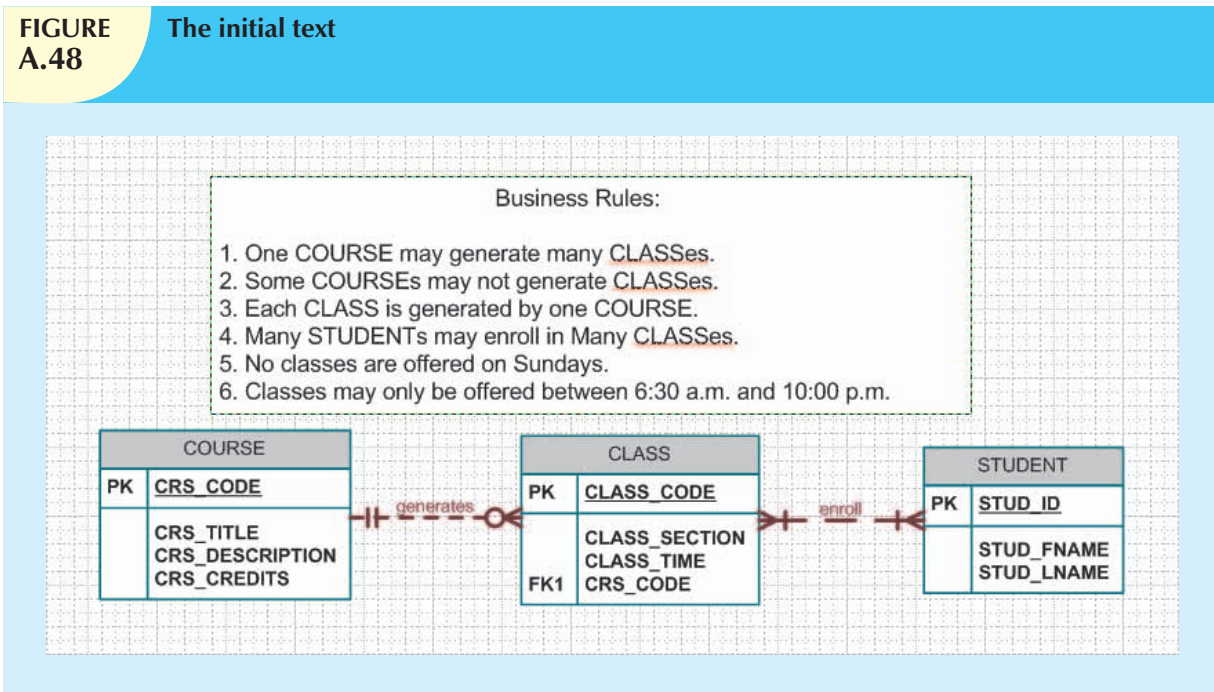 FIGURE
A.48
The initial text
Business Rules:
1. One COURSE may generate many CLASSes.
2. Some COURSEs may not generate CLASSes.
3. Each CLASS is generated by one COURSE.
4. Many STUDENTs may enroll in Many CLASSes.
5. No classes are offered on Sundays.
6. Classes may only be offered between 6:30 a.m. and 10:00 p.m.
COURSE
PK CRS_CODE
CRS_TITLE
CRS_DESCRIPTION
CRS_CREDITS
generates
CLASS
PK CLASS_CODE
CLASS_SECTION
CLASS_TIME
FK1 CRS_CODE
enroll
STUDENT
PK STUD_ID
STUD_FNAME
STUD_LNAME